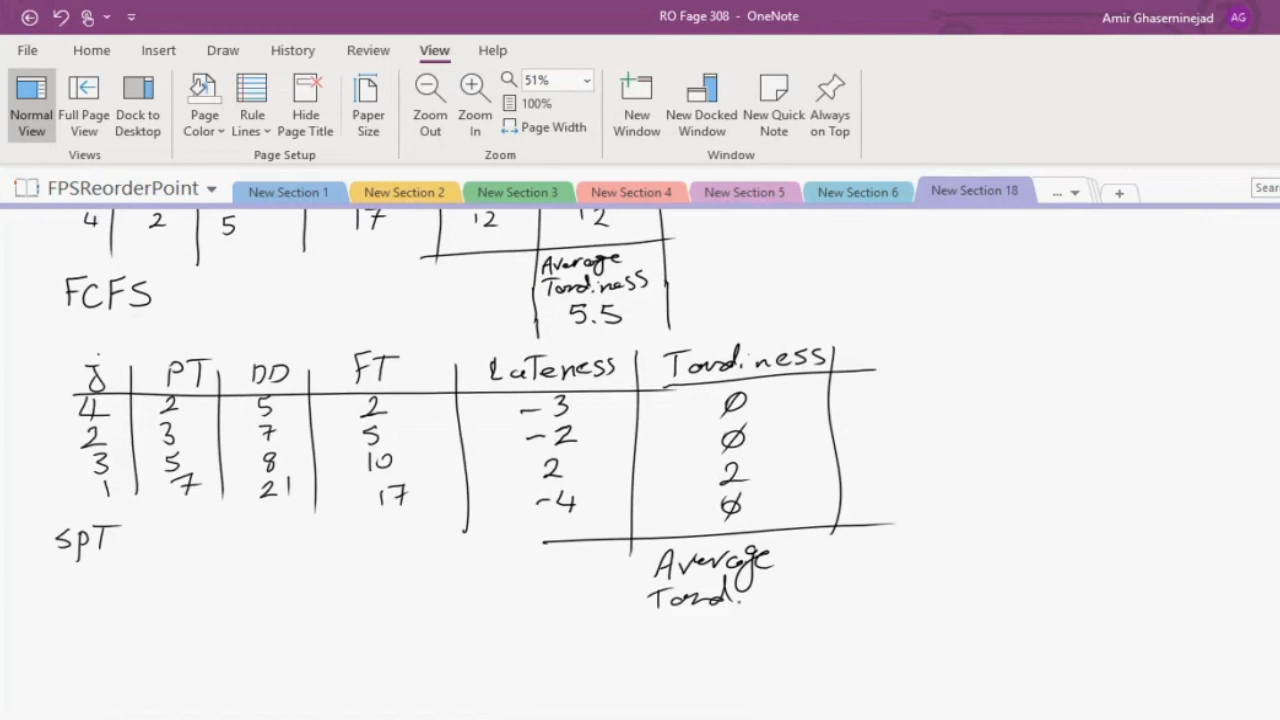 RO Fage 308 - OneNote
Amir Ghaseminejad AG
File Home Insert Draw History Review View Help
Normal View
Full Page View
Dock to Desktop
Views
Page Color
Rule Lines
Hide Page Title
Paper Size
Page Setup
Zoom Out
Zoom In
51%
100%
Page Width
Zoom
New Window
New Docked Window
New Quick Note
Always on Top
Window
FPSReorderPoint
New Section 1 New Section 2 New Section 3 New Section 4 New Section 5 New Section 6 New Section 18 ... +
Sear
4 2 5 17 12 12
Average
Tardiness
5.5
FCFS
j PT DD FT Lateness Tardiness
4 2 5 2 -3 0
2 3 7 5 -2 0
3 5 8 10 2 2
1 7 21 17 -4 0
SPT
Average
Tard.